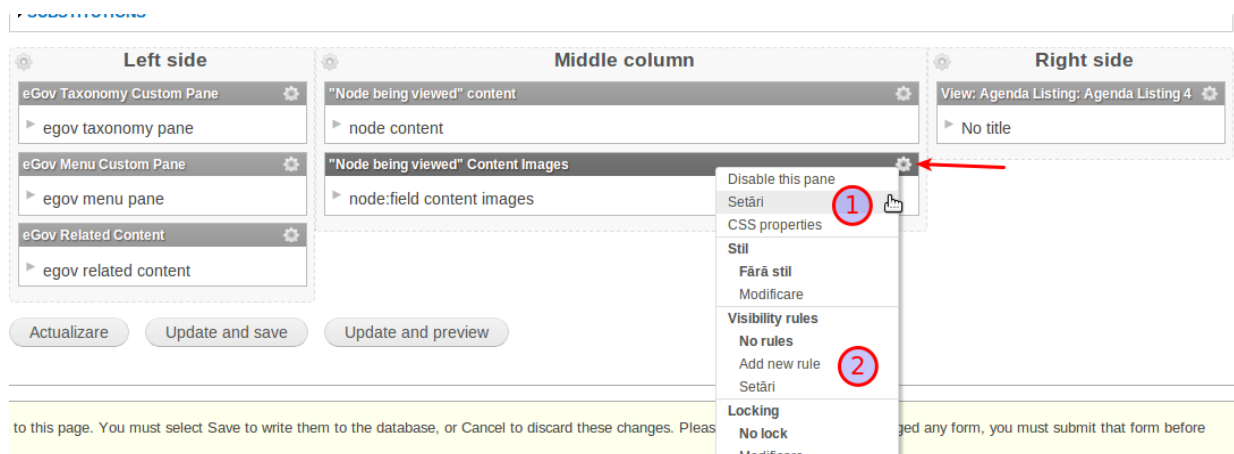 SUBSTITUTIONS
Left side
eGov Taxonomy Custom Pane
egov taxonomy pane
eGov Menu Custom Pane
egov menu pane
eGov Related Content
egov related content
Middle column
"Node being viewed" content
node content
"Node being viewed" Content Images
node:field content images
Right side
View: Agenda Listing: Agenda Listing 4
No title
Disable this pane
Setări
1
CSS properties
Stil
Fără stil
Modificare
Visibility rules
No rules
Add new rule
2
Setări
Locking
No lock
Modificare
Actualizare
Update and save
Update and preview
to this page. You must select Save to write them to the database, or Cancel to discard these changes. Pleas ged any form, you must submit that form before